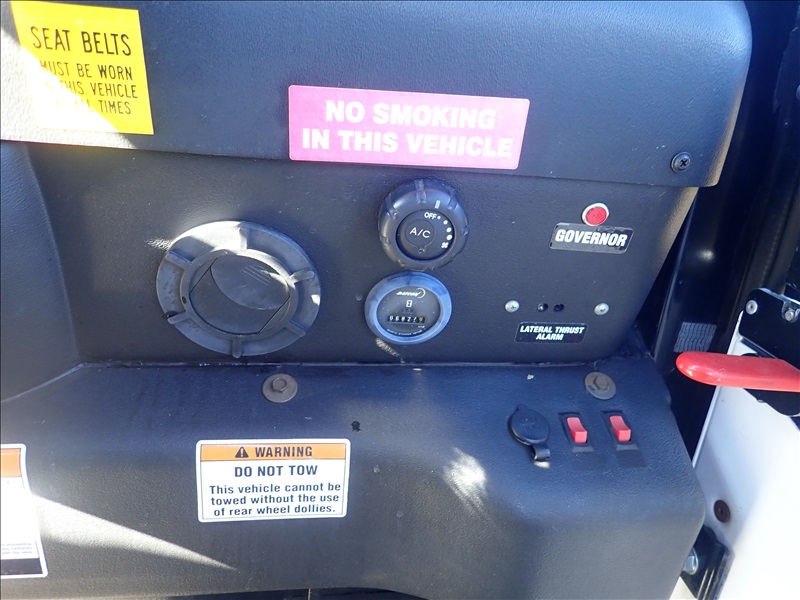 SEAT BELTS
MUST BE WORN
THIS VEHICLE
ALL TIMES
NO SMOKING
IN THIS VEHICLE
OFF
A/C
GOVERNOR
LATERAL THRUST
ALARM
WARNING
DO NOT TOW
This vehicle cannot be
towed without the use
of rear wheel dollies.